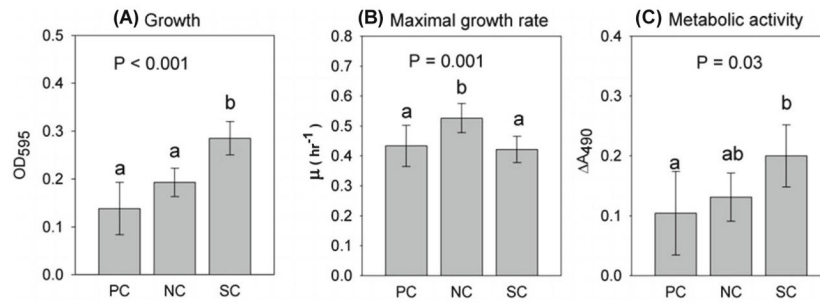 (A) Growth
OD595
0.5
0.4
0.3
0.2
0.1
0.0
P < 0.001
a
a
b
PC NC SC
(B) Maximal growth rate
μ (hr-1)
0.8
0.7
0.6
0.5
0.4
0.3
0.2
0.1
0.0
P = 0.001
a
b
a
PC NC SC
(C) Metabolic activity
ΔA490
0.3
0.2
0.1
0.0
P = 0.03
a
ab
b
PC NC SC